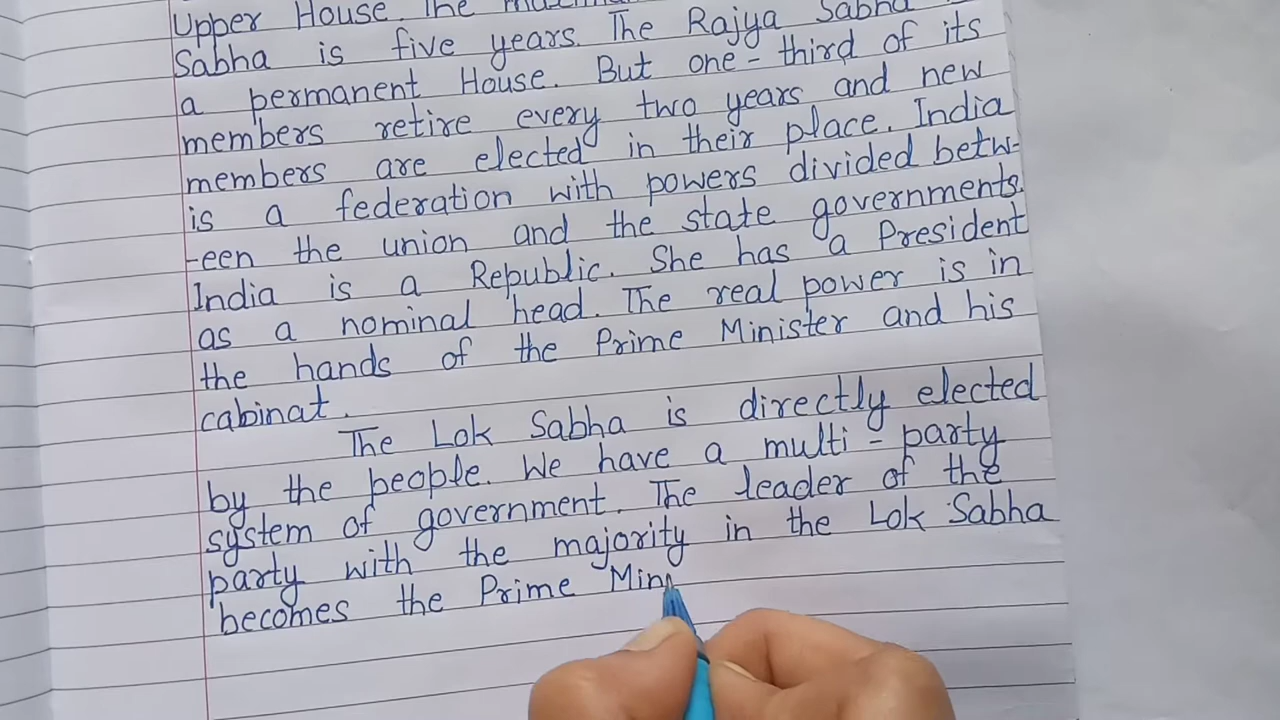 Upper House. The
Sabha is five years. The Rajya Sabha
a permanent House. But one-third of its
members retire every two years and new
members are elected in their place. India
is a federation with powers divided betw-
-een the union and the state governments.
India is a Republic. She has a President
as a nominal head. The real power is in
the hands of the Prime Minister and his
cabinat.
The Lok Sabha is directly elected
by the people. We have a multi-party
system of government. The leader of the
party with the majority in the Lok Sabha
becomes the Prime Min